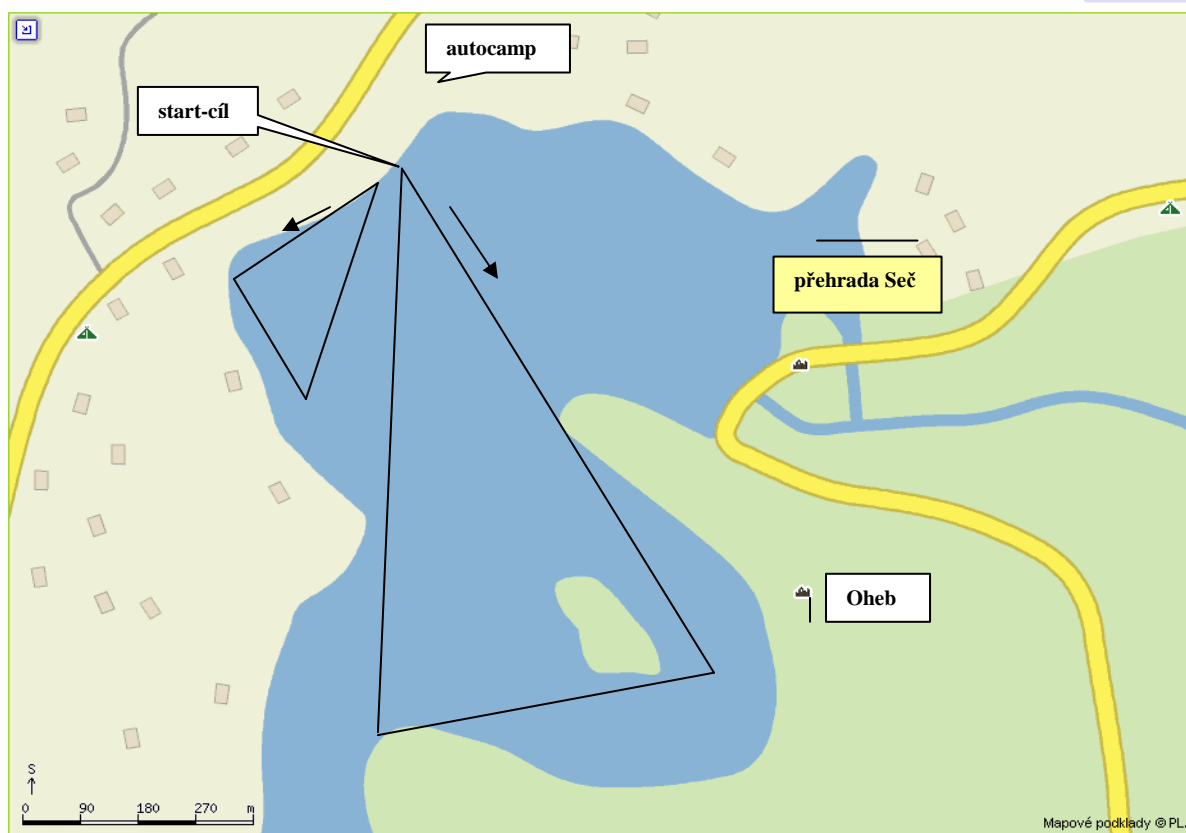 autocamp
start-cíl
přehrada Seč
Oheb
S
0 90 180 270 m
Mapové podklady © PL